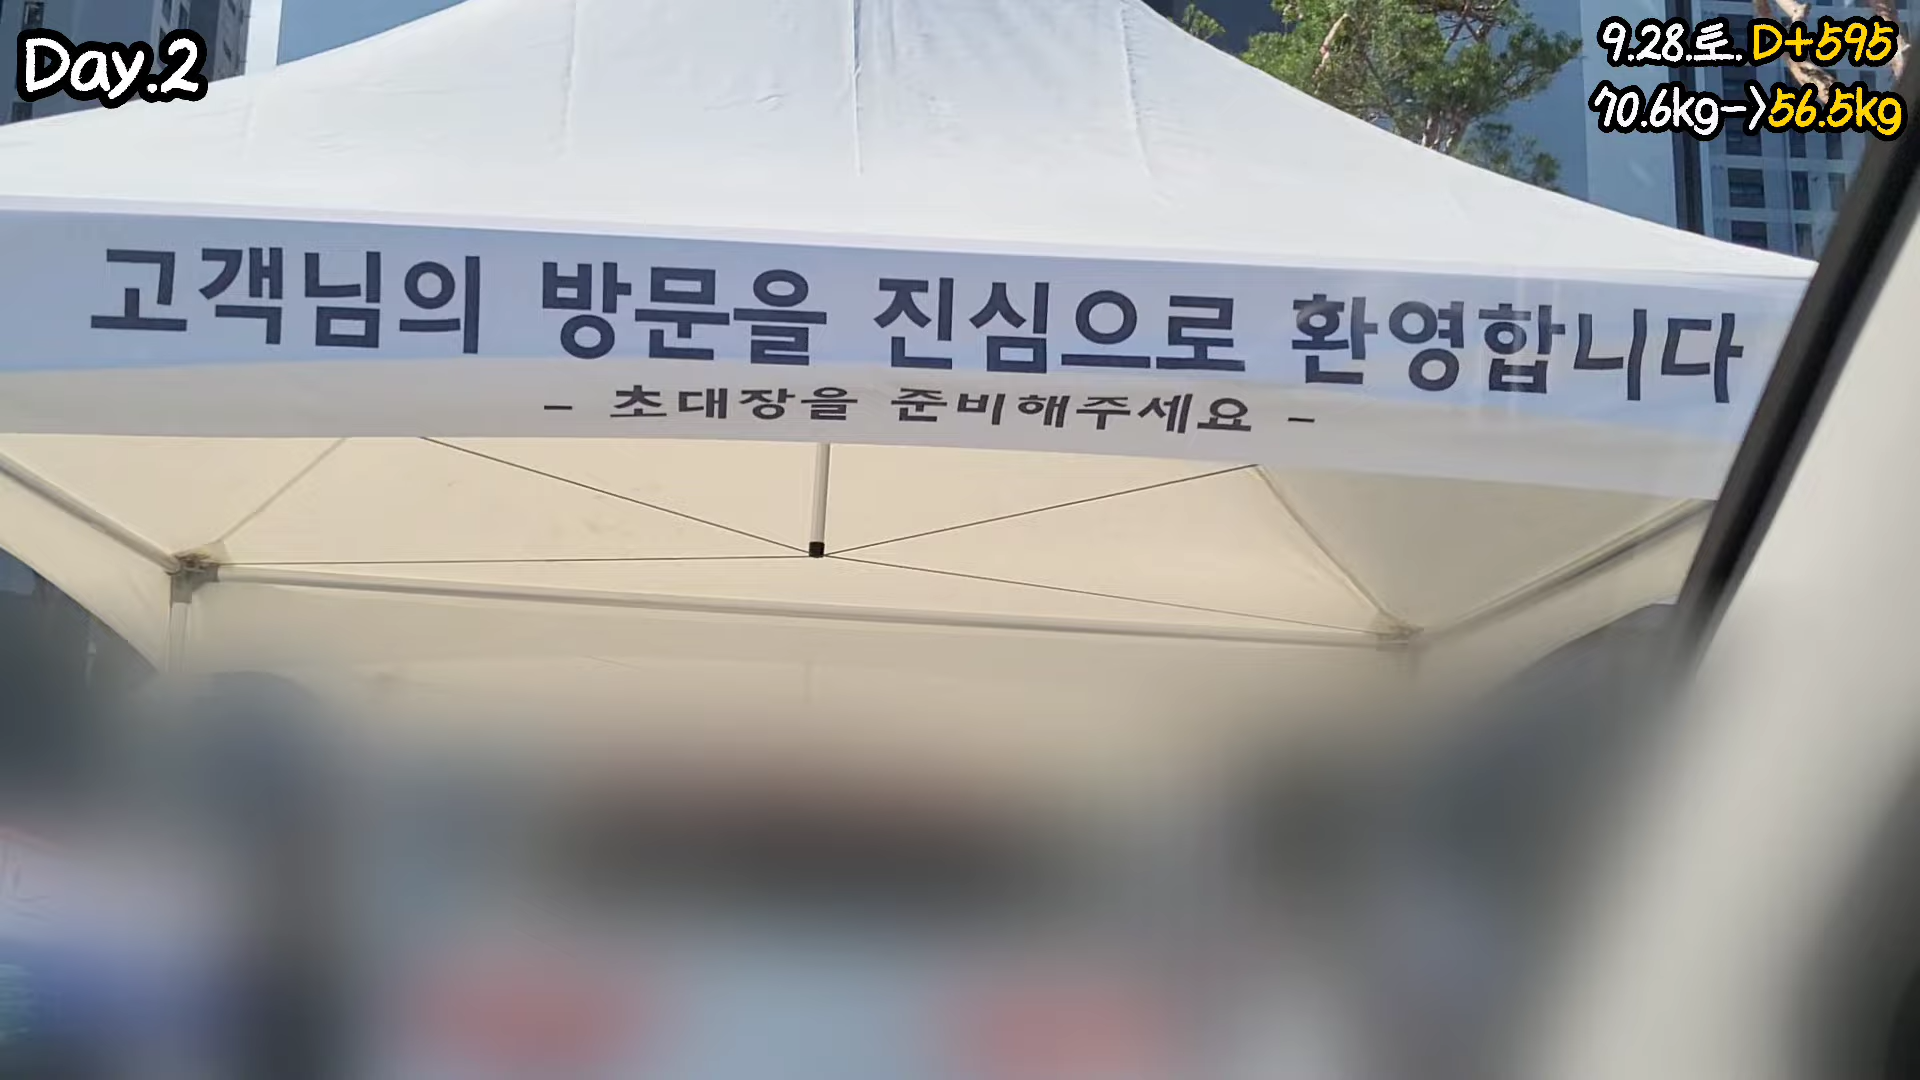 Day.2
9.28.토. D+595
70.6kg->56.5kg
고객님의 방문을 진심으로 환영합니다
- 초대장을 준비해주세요 -